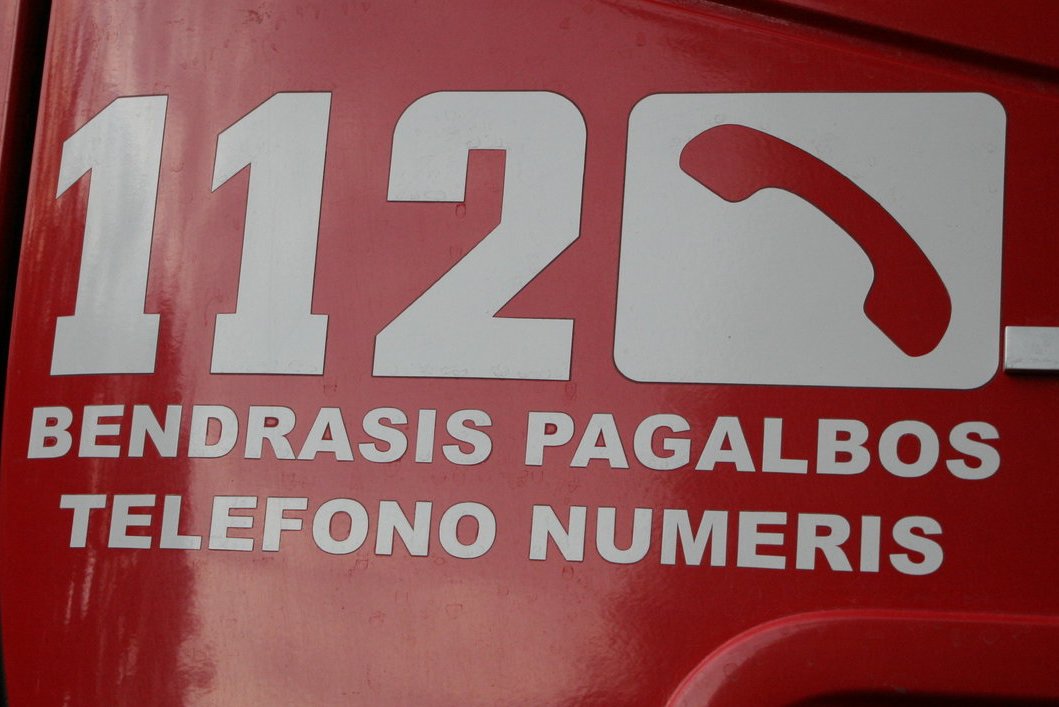 112
BENDRASIS PAGALBOS
TELEFONO NUMERIS